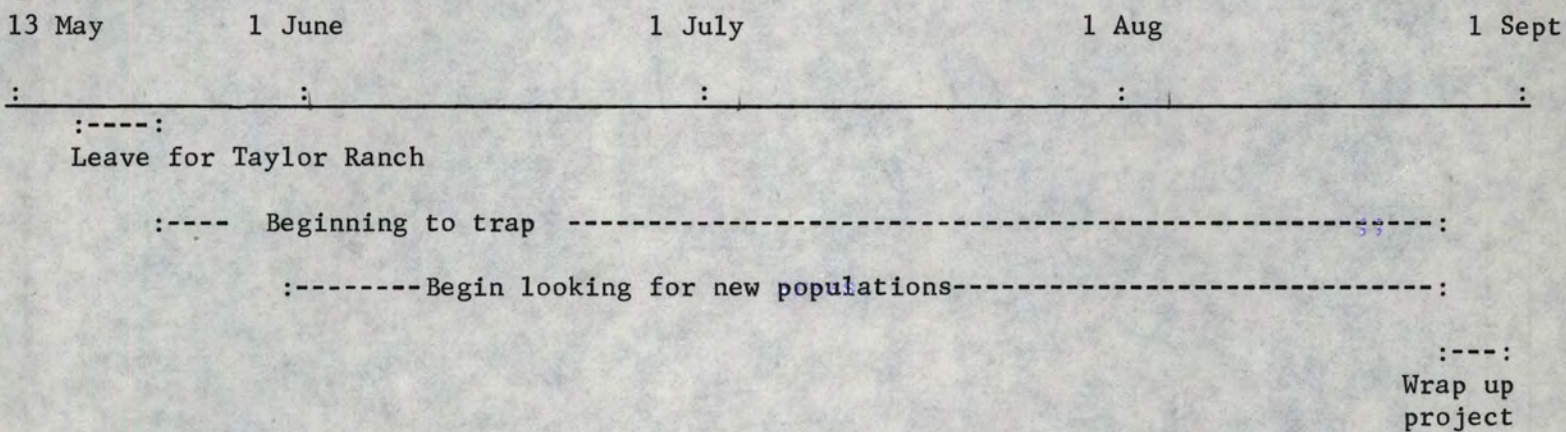 13 May 1 June 1 July 1 Aug 1 Sept
: : : : :
:----:
Leave for Taylor Ranch
:---- Beginning to trap ------------------------------------------------------------------:
:--------Begin looking for new populations------------------------------:
:---:
Wrap up
project